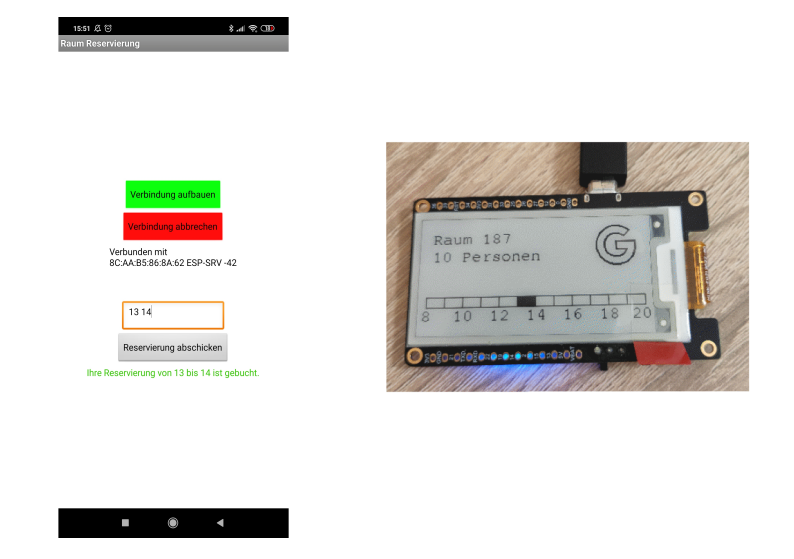 15:51
Raum Reservierung
Verbindung aufbauen
Verbindung abbrechen
Verbunden mit
8C:AA:B5:86:8A:62 ESP-SRV -42
13 14
Reservierung abschicken
Ihre Reservierung von 13 bis 14 ist gebucht.
Raum 187
10 Personen
G
8 10 12 14 16 18 20